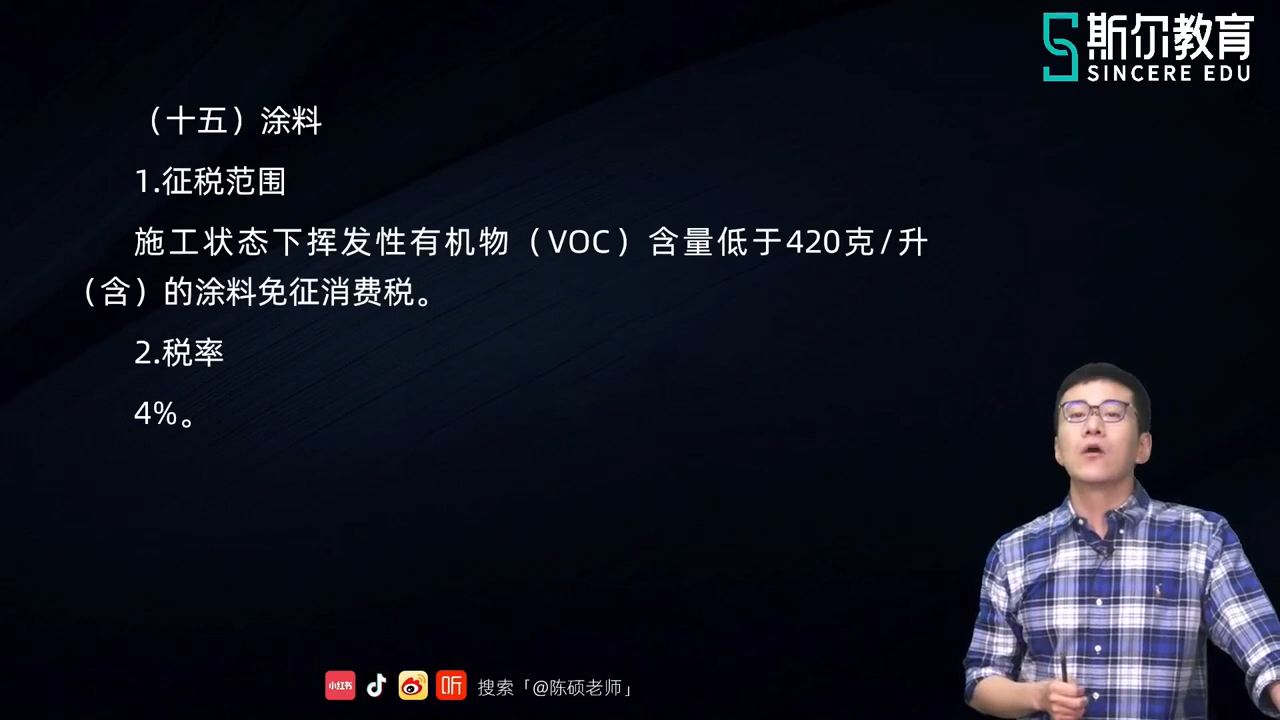 斯尔教育
SINCERE EDU
（十五）涂料
1.征税范围
施工状态下挥发性有机物（VOC）含量低于420克/升
（含）的涂料免征消费税。
2.税率
4%。
小红书
听
搜索「@陈硕老师」